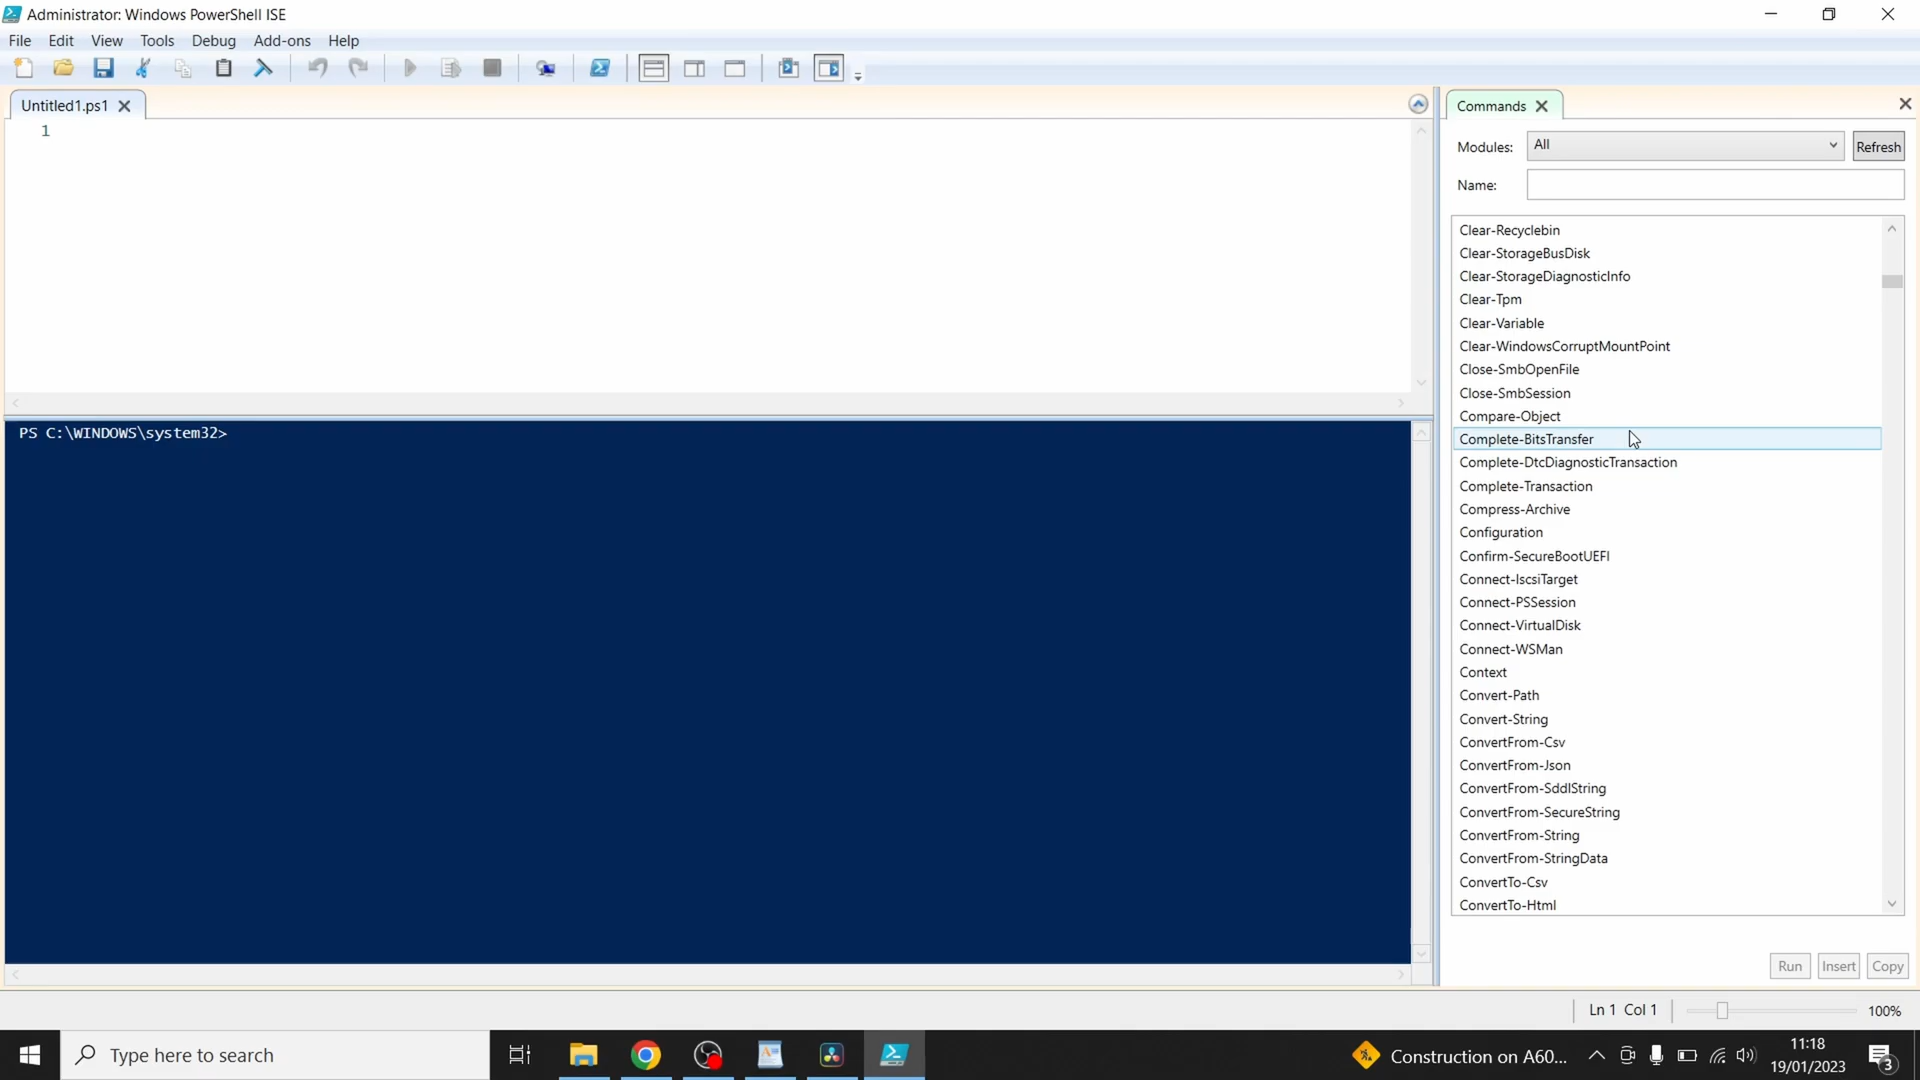 Administrator: Windows PowerShell ISE
File Edit View Tools Debug Add-ons Help
Untitled1.ps1
1
PS C:\WINDOWS\system32>
Commands
Modules: All Refresh
Name:
Clear-Recyclebin
Clear-StorageBusDisk
Clear-StorageDiagnosticInfo
Clear-Tpm
Clear-Variable
Clear-WindowsCorruptMountPoint
Close-SmbOpenFile
Close-SmbSession
Compare-Object
Complete-BitsTransfer
Complete-DtcDiagnosticTransaction
Complete-Transaction
Compress-Archive
Configuration
Confirm-SecureBootUEFI
Connect-IscsiTarget
Connect-PSSession
Connect-VirtualDisk
Connect-WSMan
Context
Convert-Path
Convert-String
ConvertFrom-Csv
ConvertFrom-Json
ConvertFrom-SddlString
ConvertFrom-SecureString
ConvertFrom-String
ConvertFrom-StringData
ConvertTo-Csv
ConvertTo-Html
Run Insert Copy
Ln 1 Col 1 100%
Type here to search
Construction on A60...
11:18
19/01/2023
3